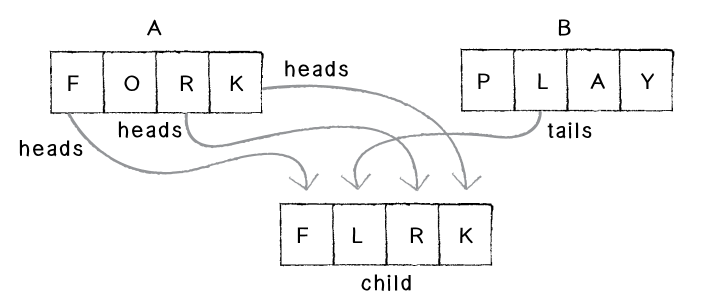 A
B
F O R K
P L A Y
heads
heads
heads
tails
F L R K
child